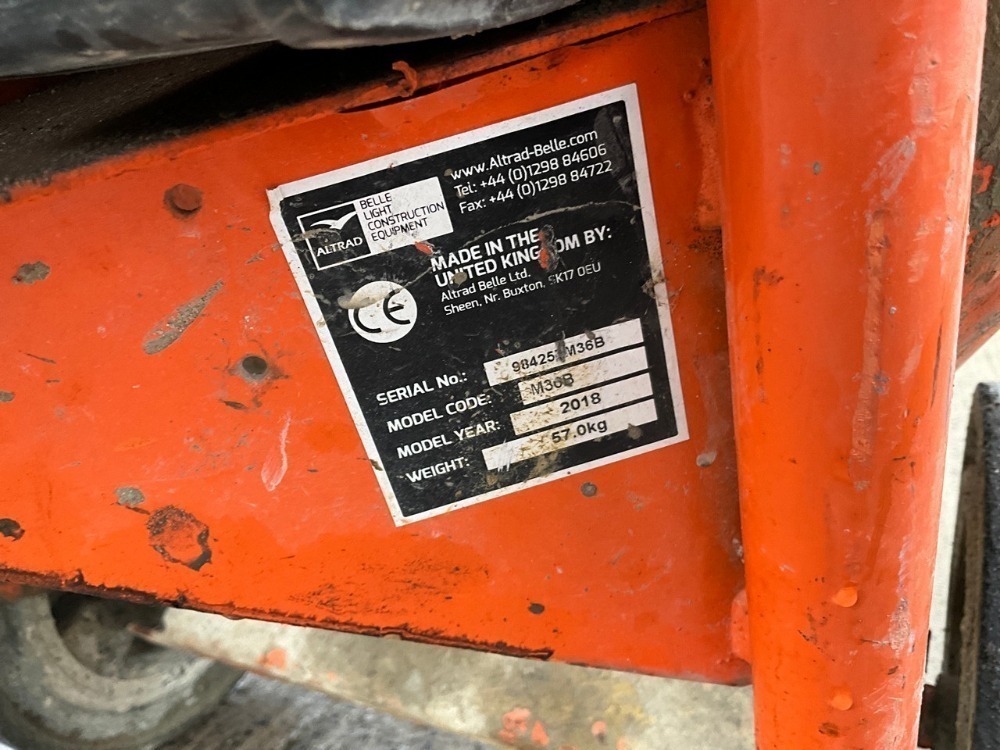 ALTRAD
BELLE
LIGHT
CONSTRUCTION
EQUIPMENT
www.Altrad-Belle.com
Tel: +44 (0)1298 84606
Fax: +44 (0)1298 84722
MADE IN THE
UNITED KINGDOM BY:
Altrad Belle Ltd.
Sheen, Nr. Buxton, SK17 0EU
CE
SERIAL No.:
MODEL CODE: M36B
MODEL YEAR: 2018
WEIGHT: 57.0kg